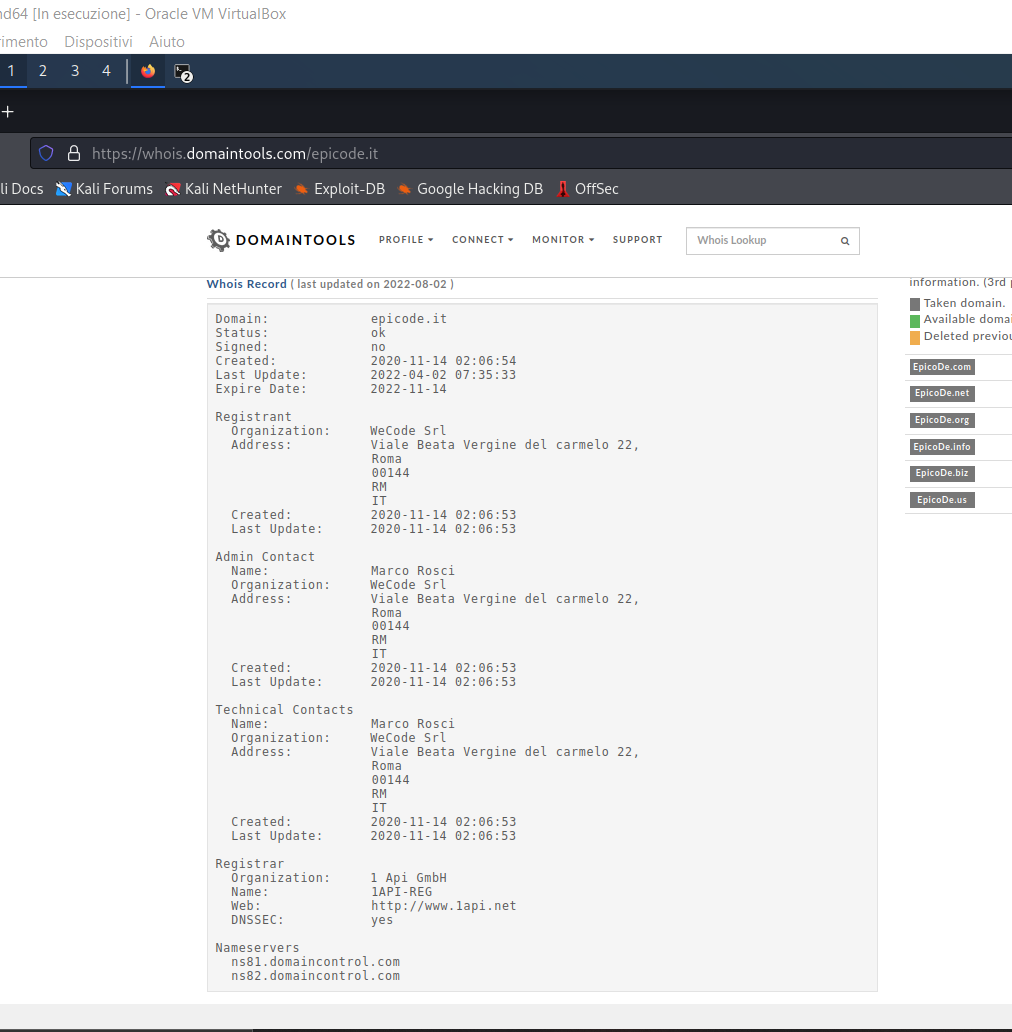 nd64 [In esecuzione] - Oracle VM VirtualBox
rimento Dispositivi Aiuto
1 2 3 4 2
+
https://whois.domaintools.com/epicode.it
li Docs Kali Forums Kali NetHunter Exploit-DB Google Hacking DB OffSec
DOMAINTOOLS PROFILE CONNECT MONITOR SUPPORT Whois Lookup
Whois Record ( last updated on 2022-08-02 )
Domain: epicode.it
Status: ok
Signed: no
Created: 2020-11-14 02:06:54
Last Update: 2022-04-02 07:35:33
Expire Date: 2022-11-14
Registrant
Organization: WeCode Srl
Address: Viale Beata Vergine del carmelo 22,
Roma
00144
RM
IT
Created: 2020-11-14 02:06:53
Last Update: 2020-11-14 02:06:53
Admin Contact
Name: Marco Rosci
Organization: WeCode Srl
Address: Viale Beata Vergine del carmelo 22,
Roma
00144
RM
IT
Created: 2020-11-14 02:06:53
Last Update: 2020-11-14 02:06:53
Technical Contacts
Name: Marco Rosci
Organization: WeCode Srl
Address: Viale Beata Vergine del carmelo 22,
Roma
00144
RM
IT
Created: 2020-11-14 02:06:53
Last Update: 2020-11-14 02:06:53
Registrar
Organization: 1 Api GmbH
Name: 1API-REG
Web: http://www.1api.net
DNSSEC: yes
Nameservers
ns81.domaincontrol.com
ns82.domaincontrol.com
information. (3rd
Taken domain.
Available domai
Deleted previou
EpicoDe.com
EpicoDe.net
EpicoDe.org
EpicoDe.info
EpicoDe.biz
EpicoDe.us